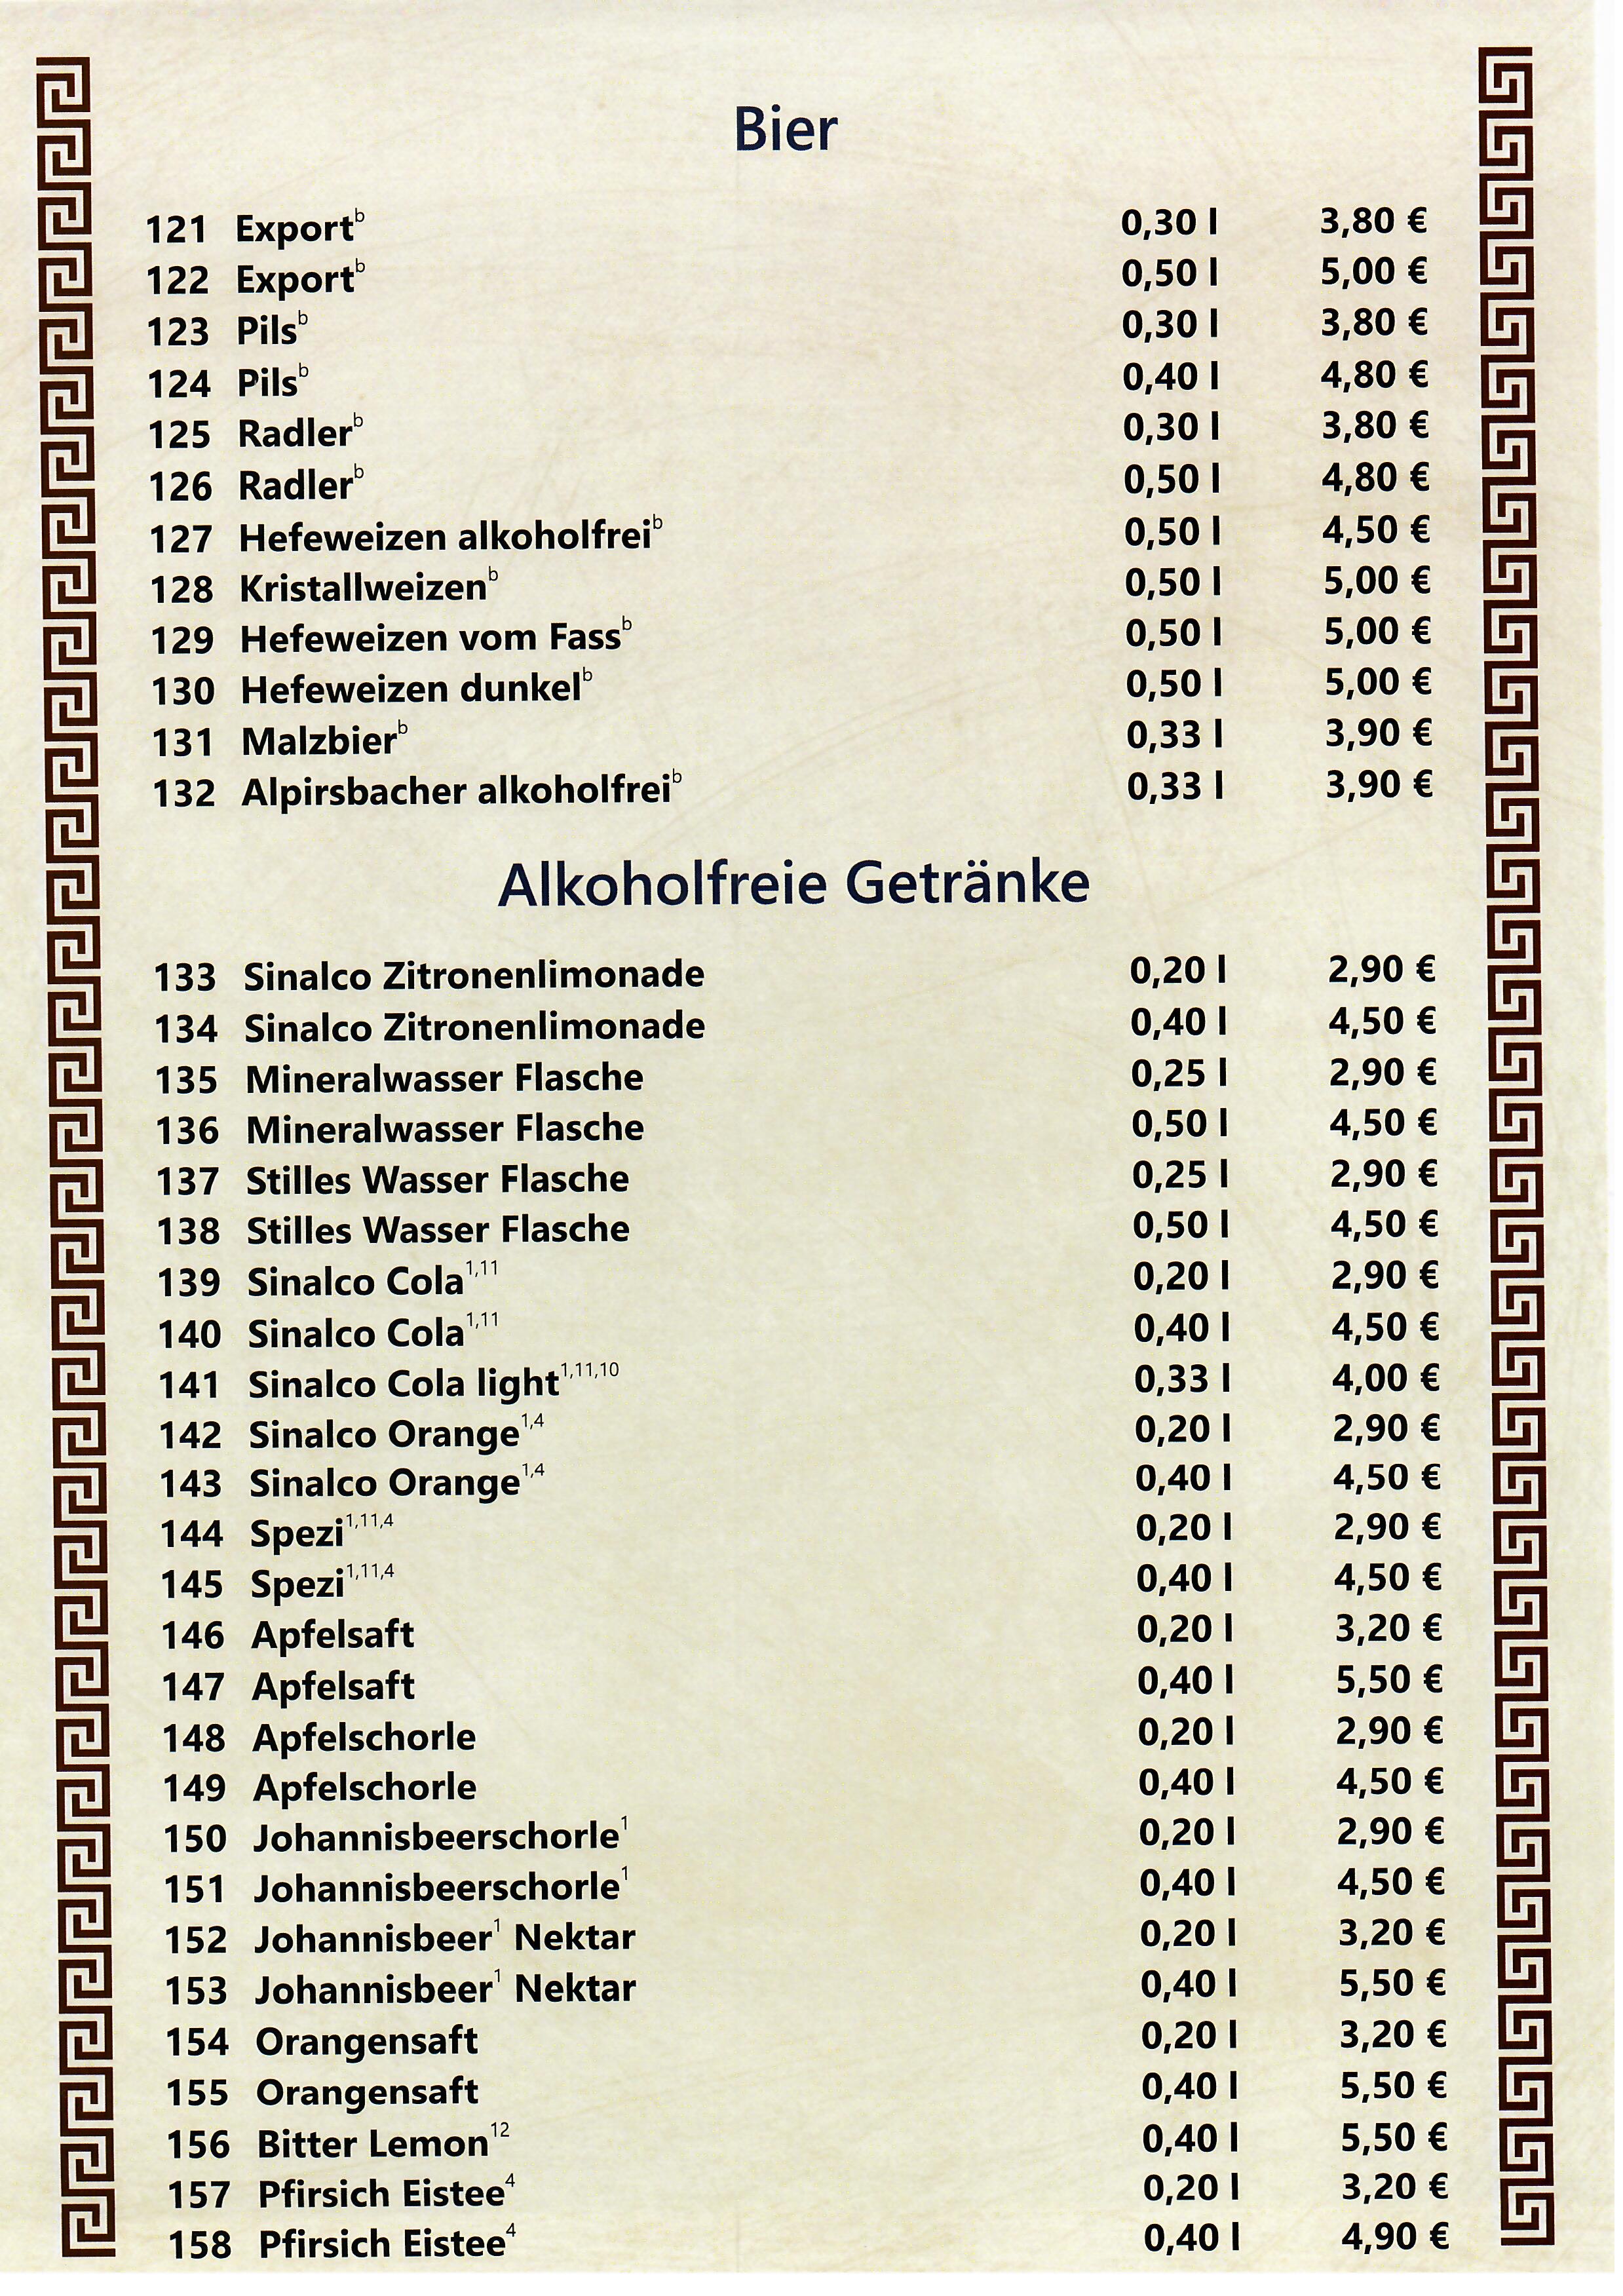 Bier
121 Export^b 0,30 l 3,80 €
122 Export^b 0,50 l 5,00 €
123 Pils^b 0,30 l 3,80 €
124 Pils^b 0,40 l 4,80 €
125 Radler^b 0,30 l 3,80 €
126 Radler^b 0,50 l 4,80 €
127 Hefeweizen alkoholfrei^b 0,50 l 4,50 €
128 Kristallweizen^b 0,50 l 5,00 €
129 Hefeweizen vom Fass^b 0,50 l 5,00 €
130 Hefeweizen dunkel^b 0,50 l 5,00 €
131 Malzbier^b 0,33 l 3,90 €
132 Alpirsbacher alkoholfrei^b 0,33 l 3,90 €
Alkoholfreie Getränke
133 Sinalco Zitronenlimonade 0,20 l 2,90 €
134 Sinalco Zitronenlimonade 0,40 l 4,50 €
135 Mineralwasser Flasche 0,25 l 2,90 €
136 Mineralwasser Flasche 0,50 l 4,50 €
137 Stilles Wasser Flasche 0,25 l 2,90 €
138 Stilles Wasser Flasche 0,50 l 4,50 €
139 Sinalco Cola^1,11 0,20 l 2,90 €
140 Sinalco Cola^1,11 0,40 l 4,50 €
141 Sinalco Cola light^1,11,10 0,33 l 4,00 €
142 Sinalco Orange^1,4 0,20 l 2,90 €
143 Sinalco Orange^1,4 0,40 l 4,50 €
144 Spezi^1,11,4 0,20 l 2,90 €
145 Spezi^1,11,4 0,40 l 4,50 €
146 Apfelsaft 0,20 l 3,20 €
147 Apfelsaft 0,40 l 5,50 €
148 Apfelschorle 0,20 l 2,90 €
149 Apfelschorle 0,40 l 4,50 €
150 Johannisbeerschorle^1 0,20 l 2,90 €
151 Johannisbeerschorle^1 0,40 l 4,50 €
152 Johannisbeer^1 Nektar 0,20 l 3,20 €
153 Johannisbeer^1 Nektar 0,40 l 5,50 €
154 Orangensaft 0,20 l 3,20 €
155 Orangensaft 0,40 l 5,50 €
156 Bitter Lemon^12 0,40 l 5,50 €
157 Pfirsich Eistee^4 0,20 l 3,20 €
158 Pfirsich Eistee^4 0,40 l 4,90 €